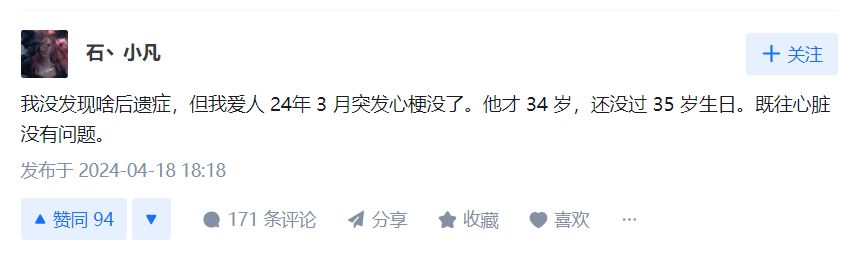 石丶小凡
+ 关注
我没发现啥后遗症，但我爱人 24年 3 月突发心梗没了。他才 34 岁，还没过 35 岁生日。既往心脏
没有问题。
发布于 2024-04-18 18:18
▲ 赞同 94 ▼ 171 条评论 分享 收藏 喜欢 ···